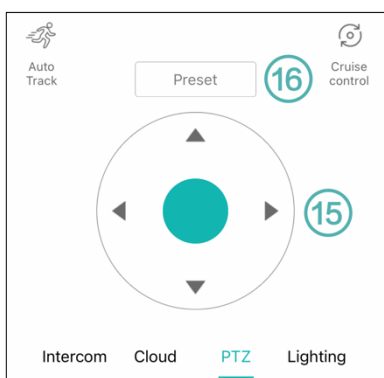 Auto
Track
Preset
16
Cruise
control
15
Intercom Cloud PTZ Lighting